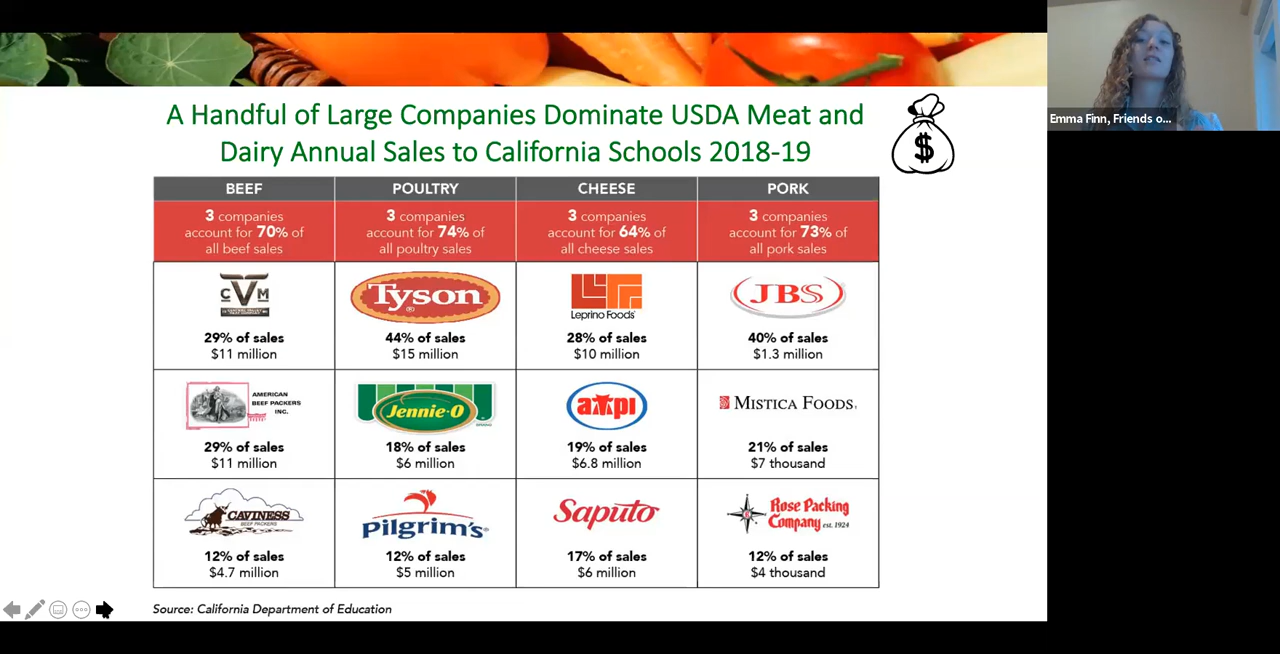 A Handful of Large Companies Dominate USDA Meat and
Dairy Annual Sales to California Schools 2018-19
$
Emma Finn, Friends o...
BEEF POULTRY CHEESE PORK
3 companies account for 70% of all beef sales
3 companies account for 74% of all poultry sales
3 companies account for 64% of all cheese sales
3 companies account for 73% of all pork sales
CVM
29% of sales
$11 million
Tyson
44% of sales
$15 million
Leprino Foods
28% of sales
$10 million
JBS
40% of sales
$1.3 million
AMERICAN
BEEF PACKERS
INC.
29% of sales
$11 million
Jennie-O
18% of sales
$6 million
ampi
19% of sales
$6.8 million
MISTICA FOODS
21% of sales
$7 thousand
CAVINESS
BEEF PACKERS
12% of sales
$4.7 million
Pilgrim's
12% of sales
$5 million
Saputo
17% of sales
$6 million
Rose Packing
Company est. 1924
12% of sales
$4 thousand
Source: California Department of Education